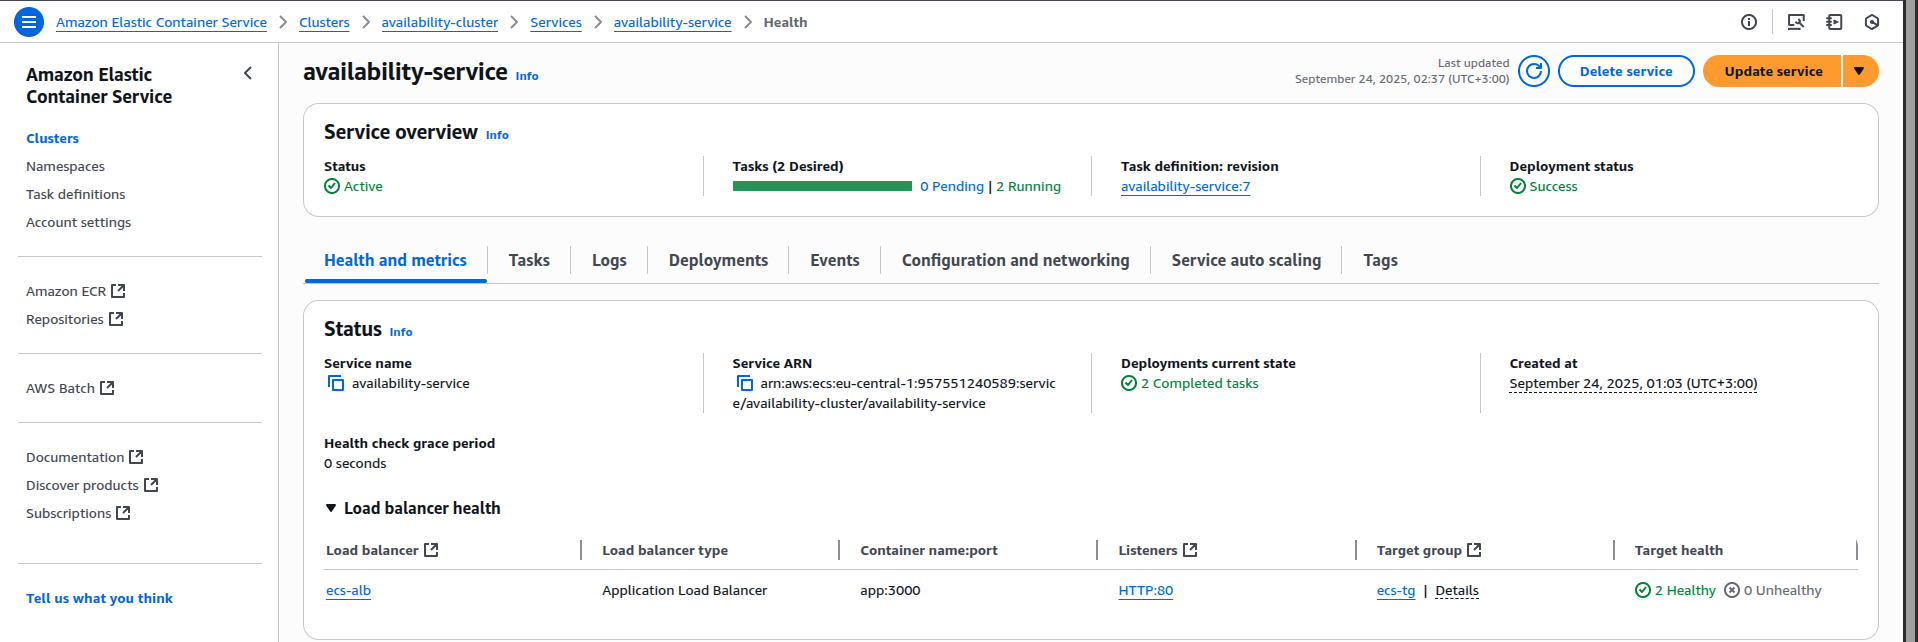 Amazon Elastic Container Service > Clusters > availability-cluster > Services > availability-service > Health
Amazon Elastic
Container Service
Clusters
Namespaces
Task definitions
Account settings
Amazon ECR
Repositories
AWS Batch
Documentation
Discover products
Subscriptions
Tell us what you think
availability-service Info
Last updated
September 24, 2025, 02:37 (UTC+3:00)
Delete service
Update service
Service overview Info
Status
Active
Tasks (2 Desired)
0 Pending | 2 Running
Task definition: revision
availability-service:7
Deployment status
Success
Health and metrics
Tasks
Logs
Deployments
Events
Configuration and networking
Service auto scaling
Tags
Status Info
Service name
availability-service
Service ARN
arn:aws:ecs:eu-central-1:957551240589:servic
e/availability-cluster/availability-service
Deployments current state
2 Completed tasks
Created at
September 24, 2025, 01:03 (UTC+3:00)
Health check grace period
0 seconds
Load balancer health
Load balancer
Load balancer type
Container name:port
Listeners
Target group
Target health
ecs-alb
Application Load Balancer
app:3000
HTTP:80
ecs-tg | Details
2 Healthy 0 Unhealthy